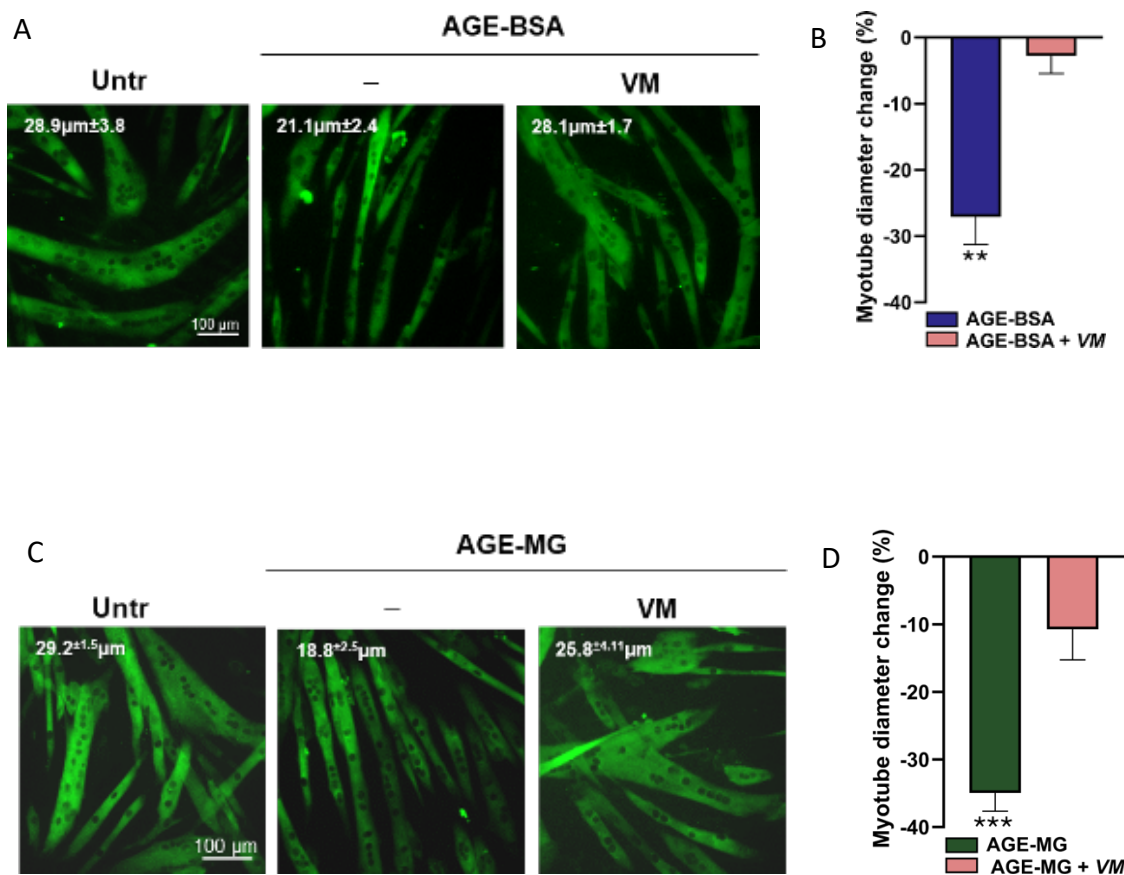 A
AGE-BSA
Untr
–
VM
28.9µm±3.8
21.1µm±2.4
28.1µm±1.7
100 µm
B
Myotube diameter change (%)
0
-10
-20
-30
-40
**
AGE-BSA
AGE-BSA + VM
C
AGE-MG
Untr
–
VM
29.2±1.5µm
18.8±2.5µm
25.8±4.11µm
100 µm
D
Myotube diameter change (%)
0
-10
-20
-30
-40
***
AGE-MG
AGE-MG + VM